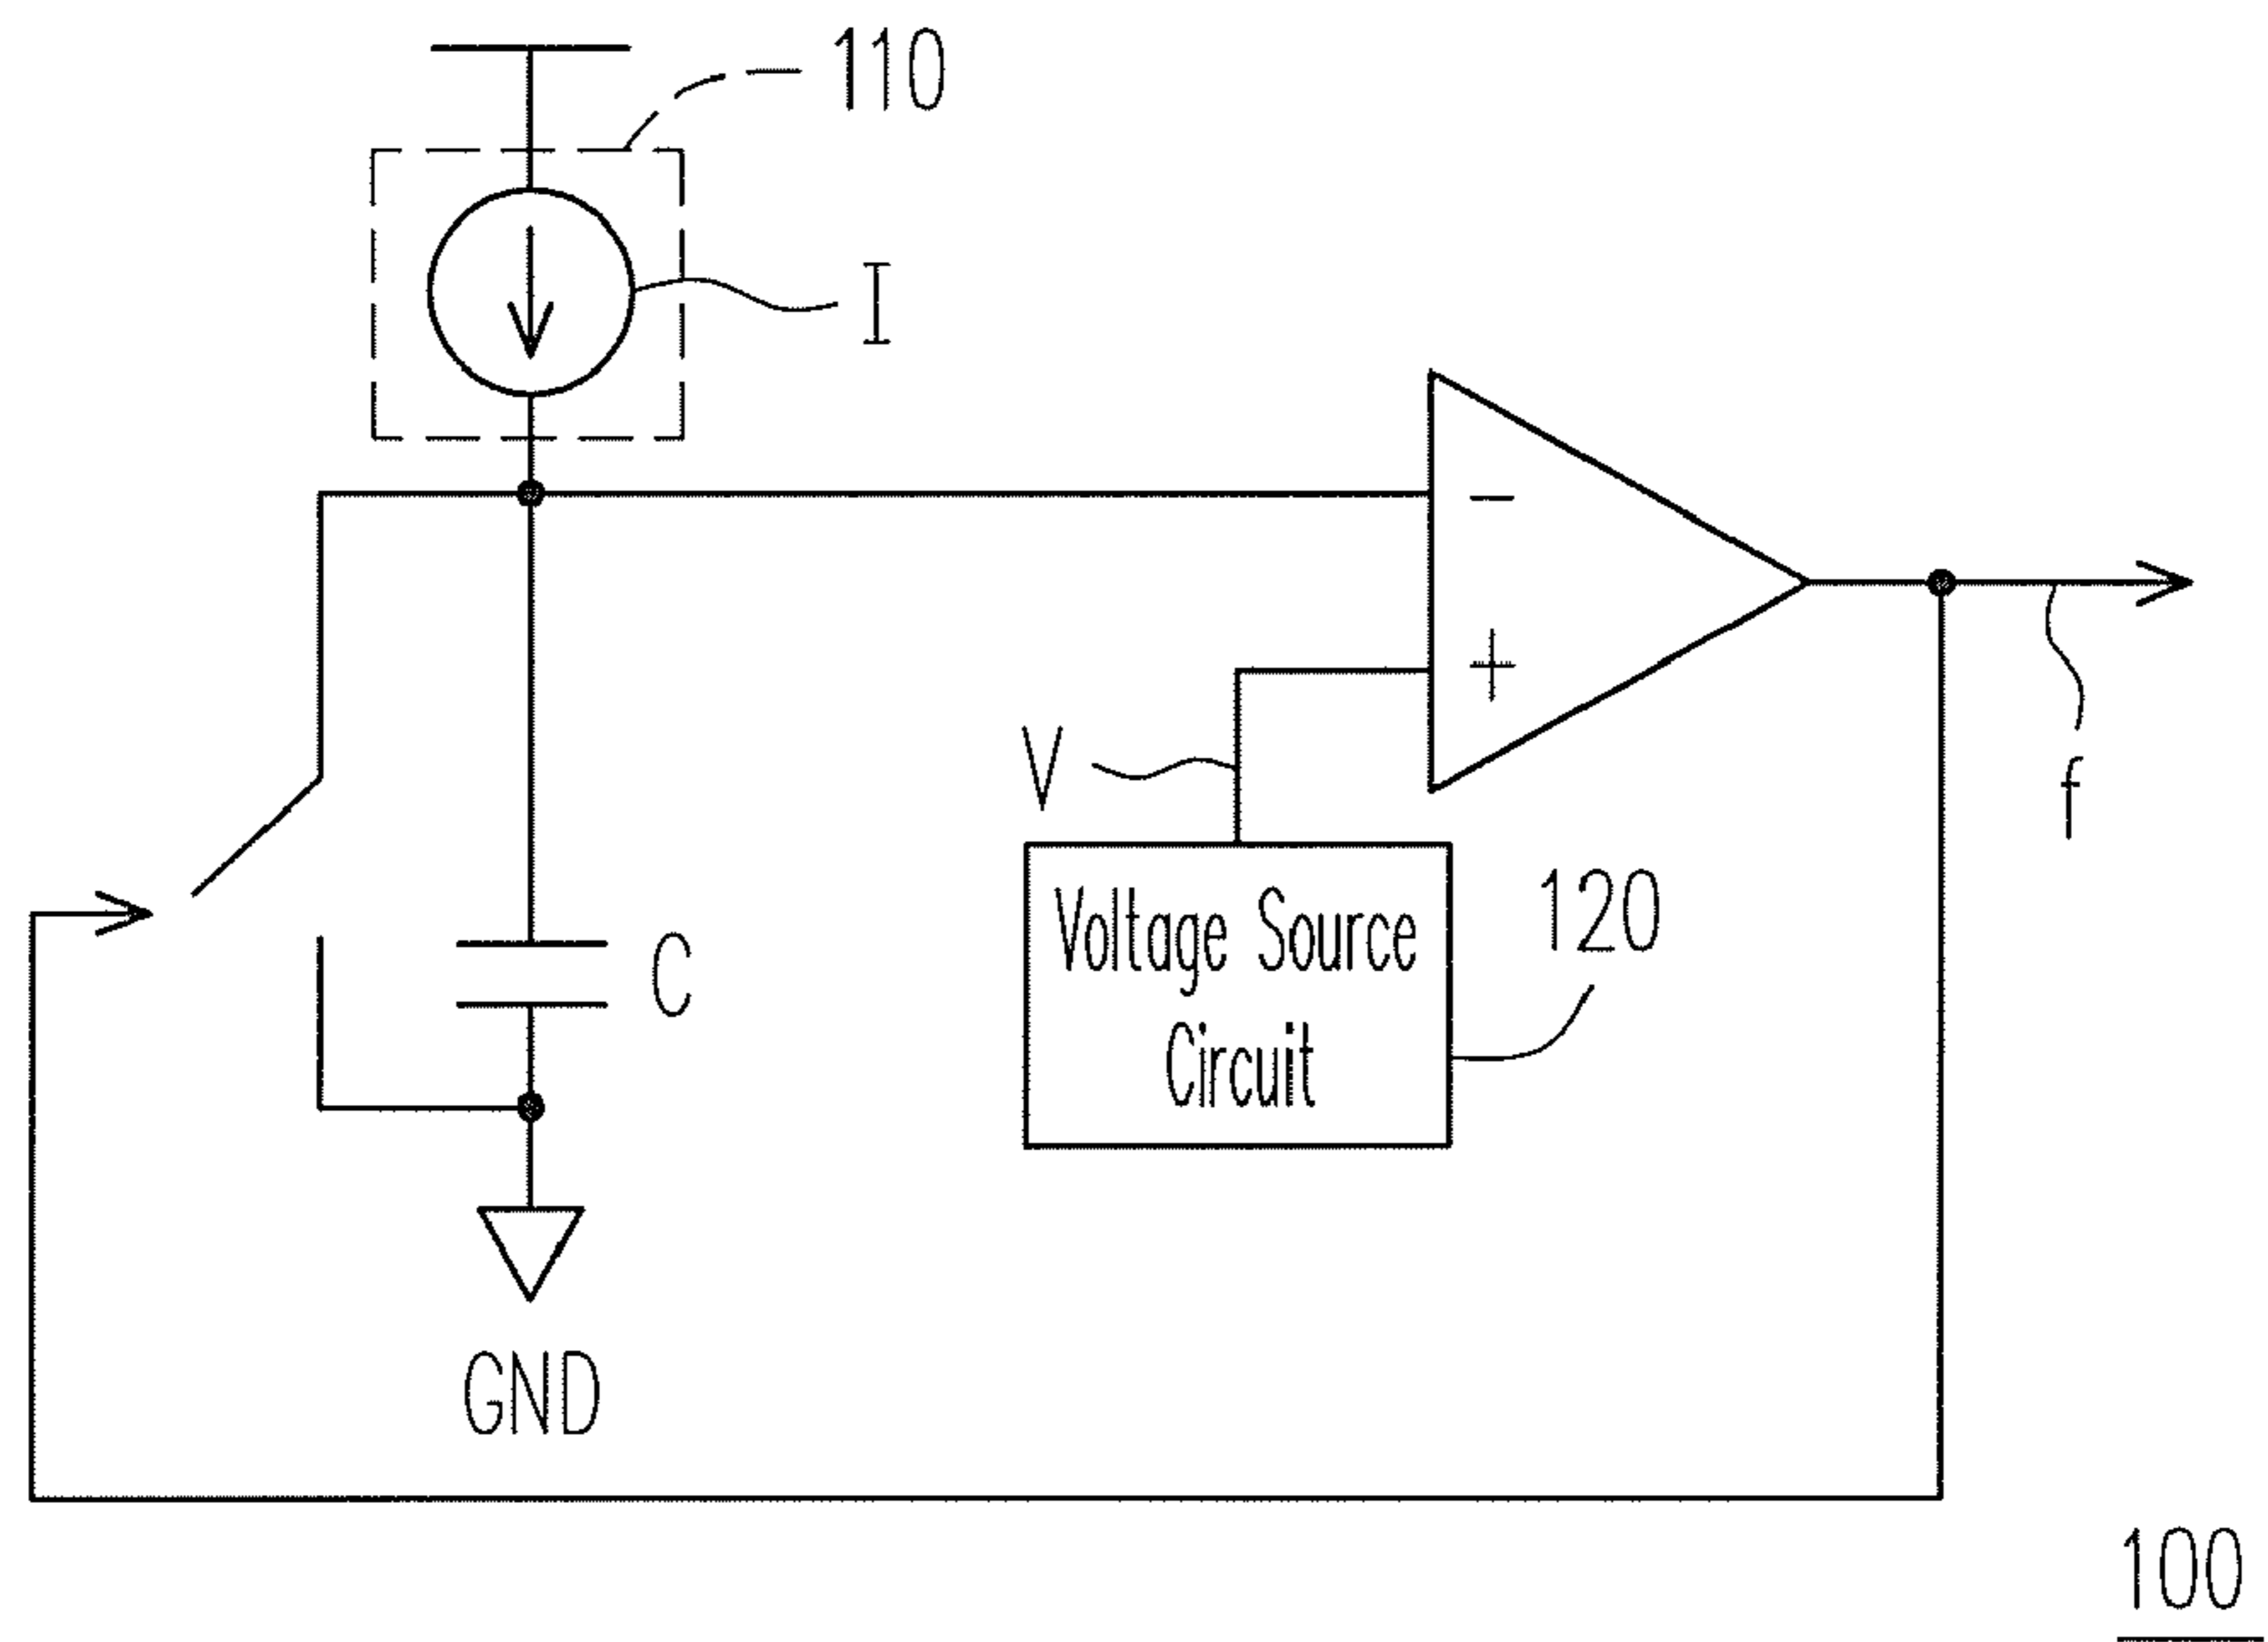 110
I
-
+
V
f
Voltage Source
Circuit
120
C
GND
100